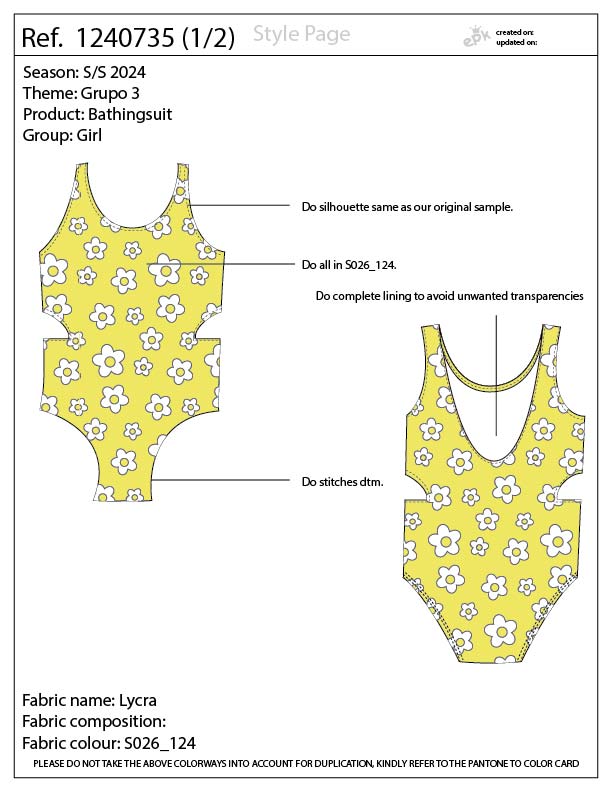 Ref. 1240735 (1/2)
Style Page
epk
created on:
updated on:
Season: S/S 2024
Theme: Grupo 3
Product: Bathingsuit
Group: Girl
Do silhouette same as our original sample.
Do all in S026_124.
Do complete lining to avoid unwanted transparencies
Do stitches dtm.
Fabric name: Lycra
Fabric composition:
Fabric colour: S026_124
PLEASE DO NOT TAKE THE ABOVE COLORWAYS INTO ACCOUNT FOR DUPLICATION, KINDLY REFER TO THE PANTONE TO COLOR CARD